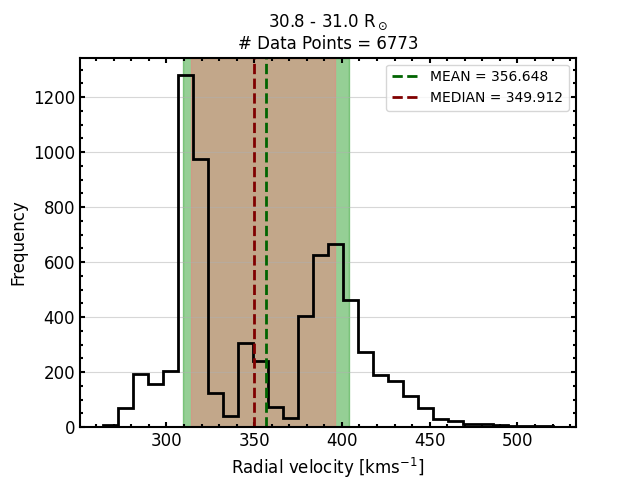 30.8 - 31.0 R⊙
# Data Points = 6773
MEAN = 356.648
MEDIAN = 349.912
1200
1000
800
600
400
200
0
Frequency
300 350 400 450 500
Radial velocity [kms⁻¹]